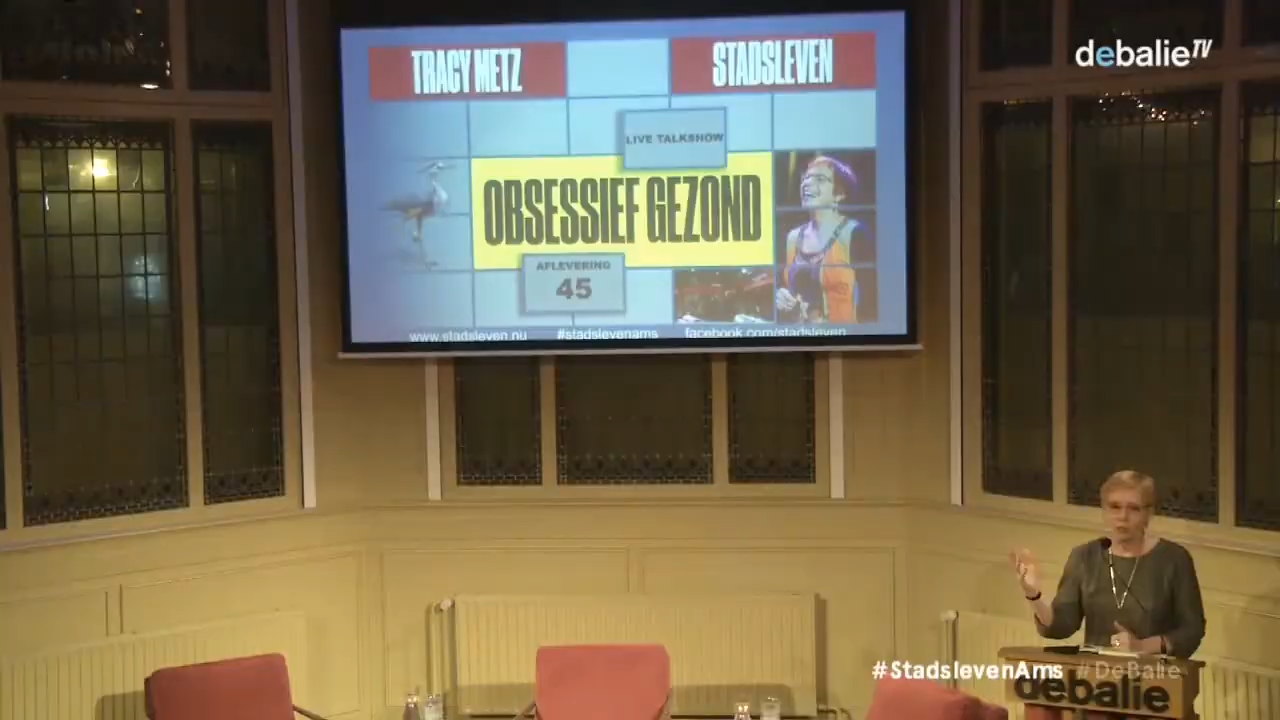 debalieTV
TRACY METZ
STADSLEVEN
LIVE TALKSHOW
OBSESSIEF GEZOND
AFLEVERING
45
www.stadsleven.nu #stadslevenams facebook.com/stadsleven
#StadslevenAms #DeBalie
debalie